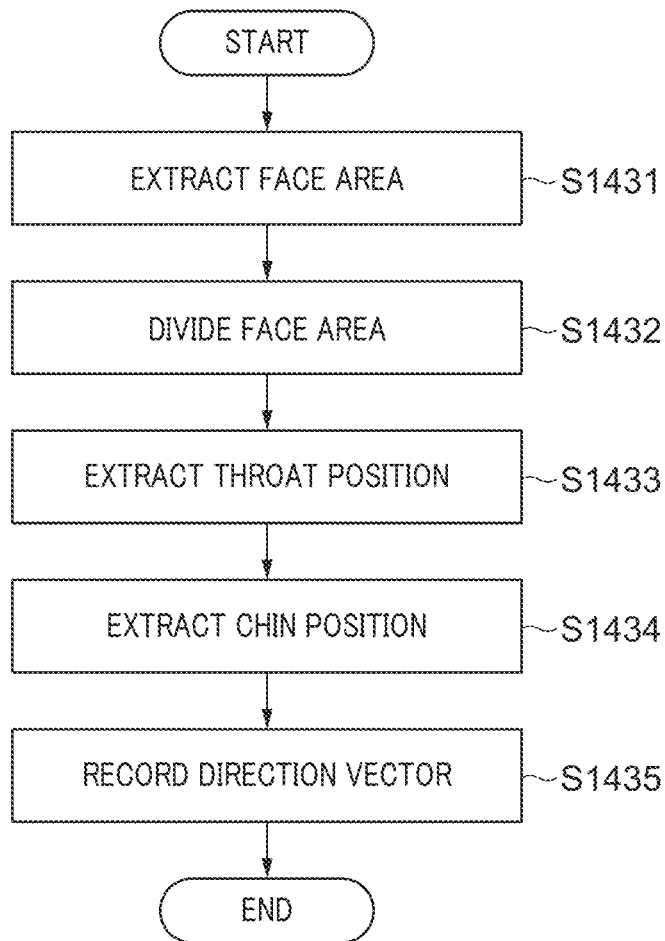 START
EXTRACT FACE AREA
S1431
DIVIDE FACE AREA
S1432
EXTRACT THROAT POSITION
S1433
EXTRACT CHIN POSITION
S1434
RECORD DIRECTION VECTOR
S1435
END